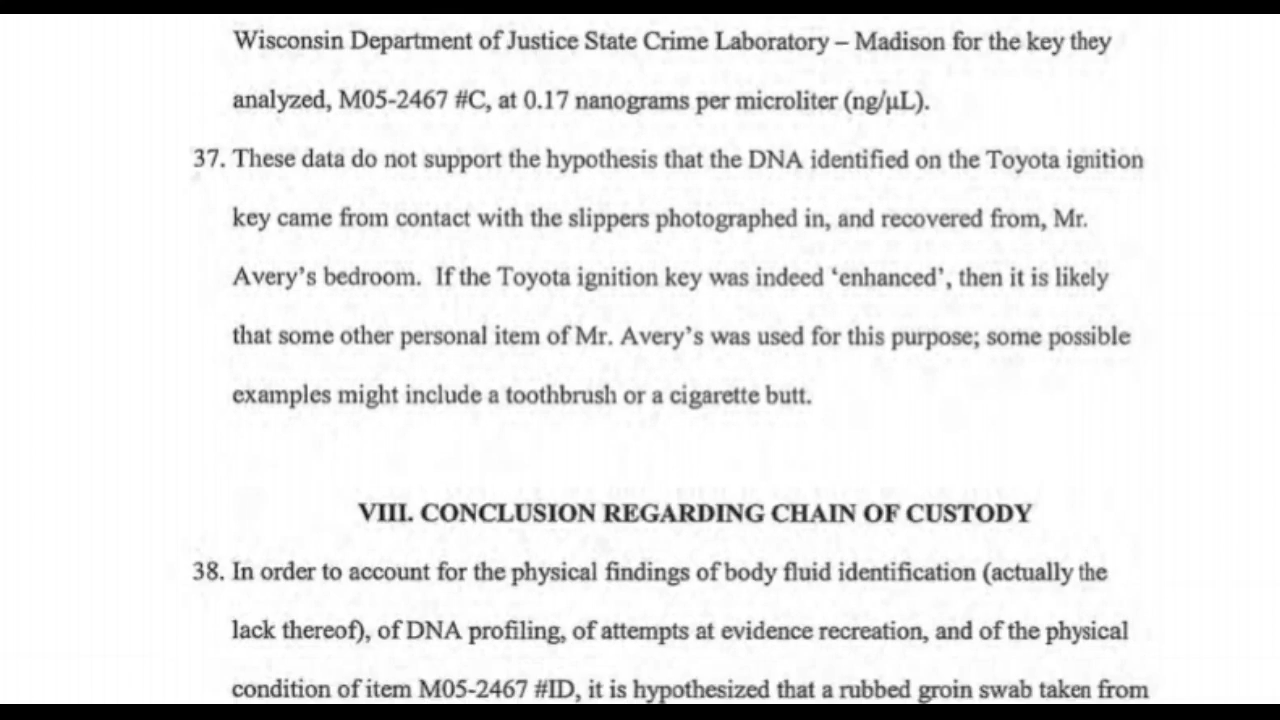 Wisconsin Department of Justice State Crime Laboratory – Madison for the key they
analyzed, M05-2467 #C, at 0.17 nanograms per microliter (ng/µL).
37. These data do not support the hypothesis that the DNA identified on the Toyota ignition
key came from contact with the slippers photographed in, and recovered from, Mr.
Avery’s bedroom.  If the Toyota ignition key was indeed ‘enhanced’, then it is likely
that some other personal item of Mr. Avery’s was used for this purpose; some possible
examples might include a toothbrush or a cigarette butt.
VIII. CONCLUSION REGARDING CHAIN OF CUSTODY
38. In order to account for the physical findings of body fluid identification (actually the
lack thereof), of DNA profiling, of attempts at evidence recreation, and of the physical
condition of item M05-2467 #ID, it is hypothesized that a rubbed groin swab taken from